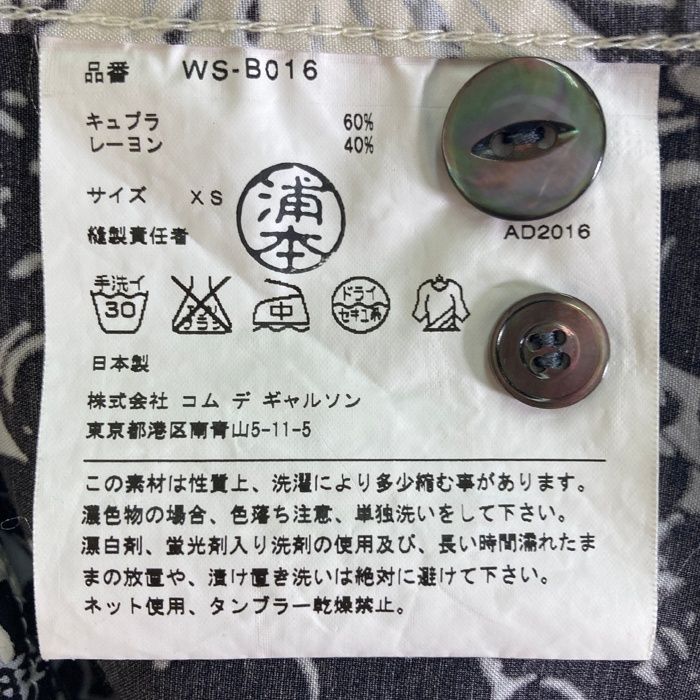 品番 WS-B016
キュプラ 60%
レーヨン 40%
サイズ XS
浦本
縫製責任者
AD2016
手洗イ
30
エンソ
サラシ
中
ドライ
セキユ系
日本製
株式会社 コム デ ギャルソン
東京都港区南青山5-11-5
この素材は性質上、洗濯により多少縮む事があります。
濃色物の場合、色落ち注意、単独洗いをして下さい。
漂白剤、蛍光剤入り洗剤の使用及び、長い時間濡れたま
まの放置や、漬け置き洗いは絶対に避けて下さい。
ネット使用、タンブラー乾燥禁止。